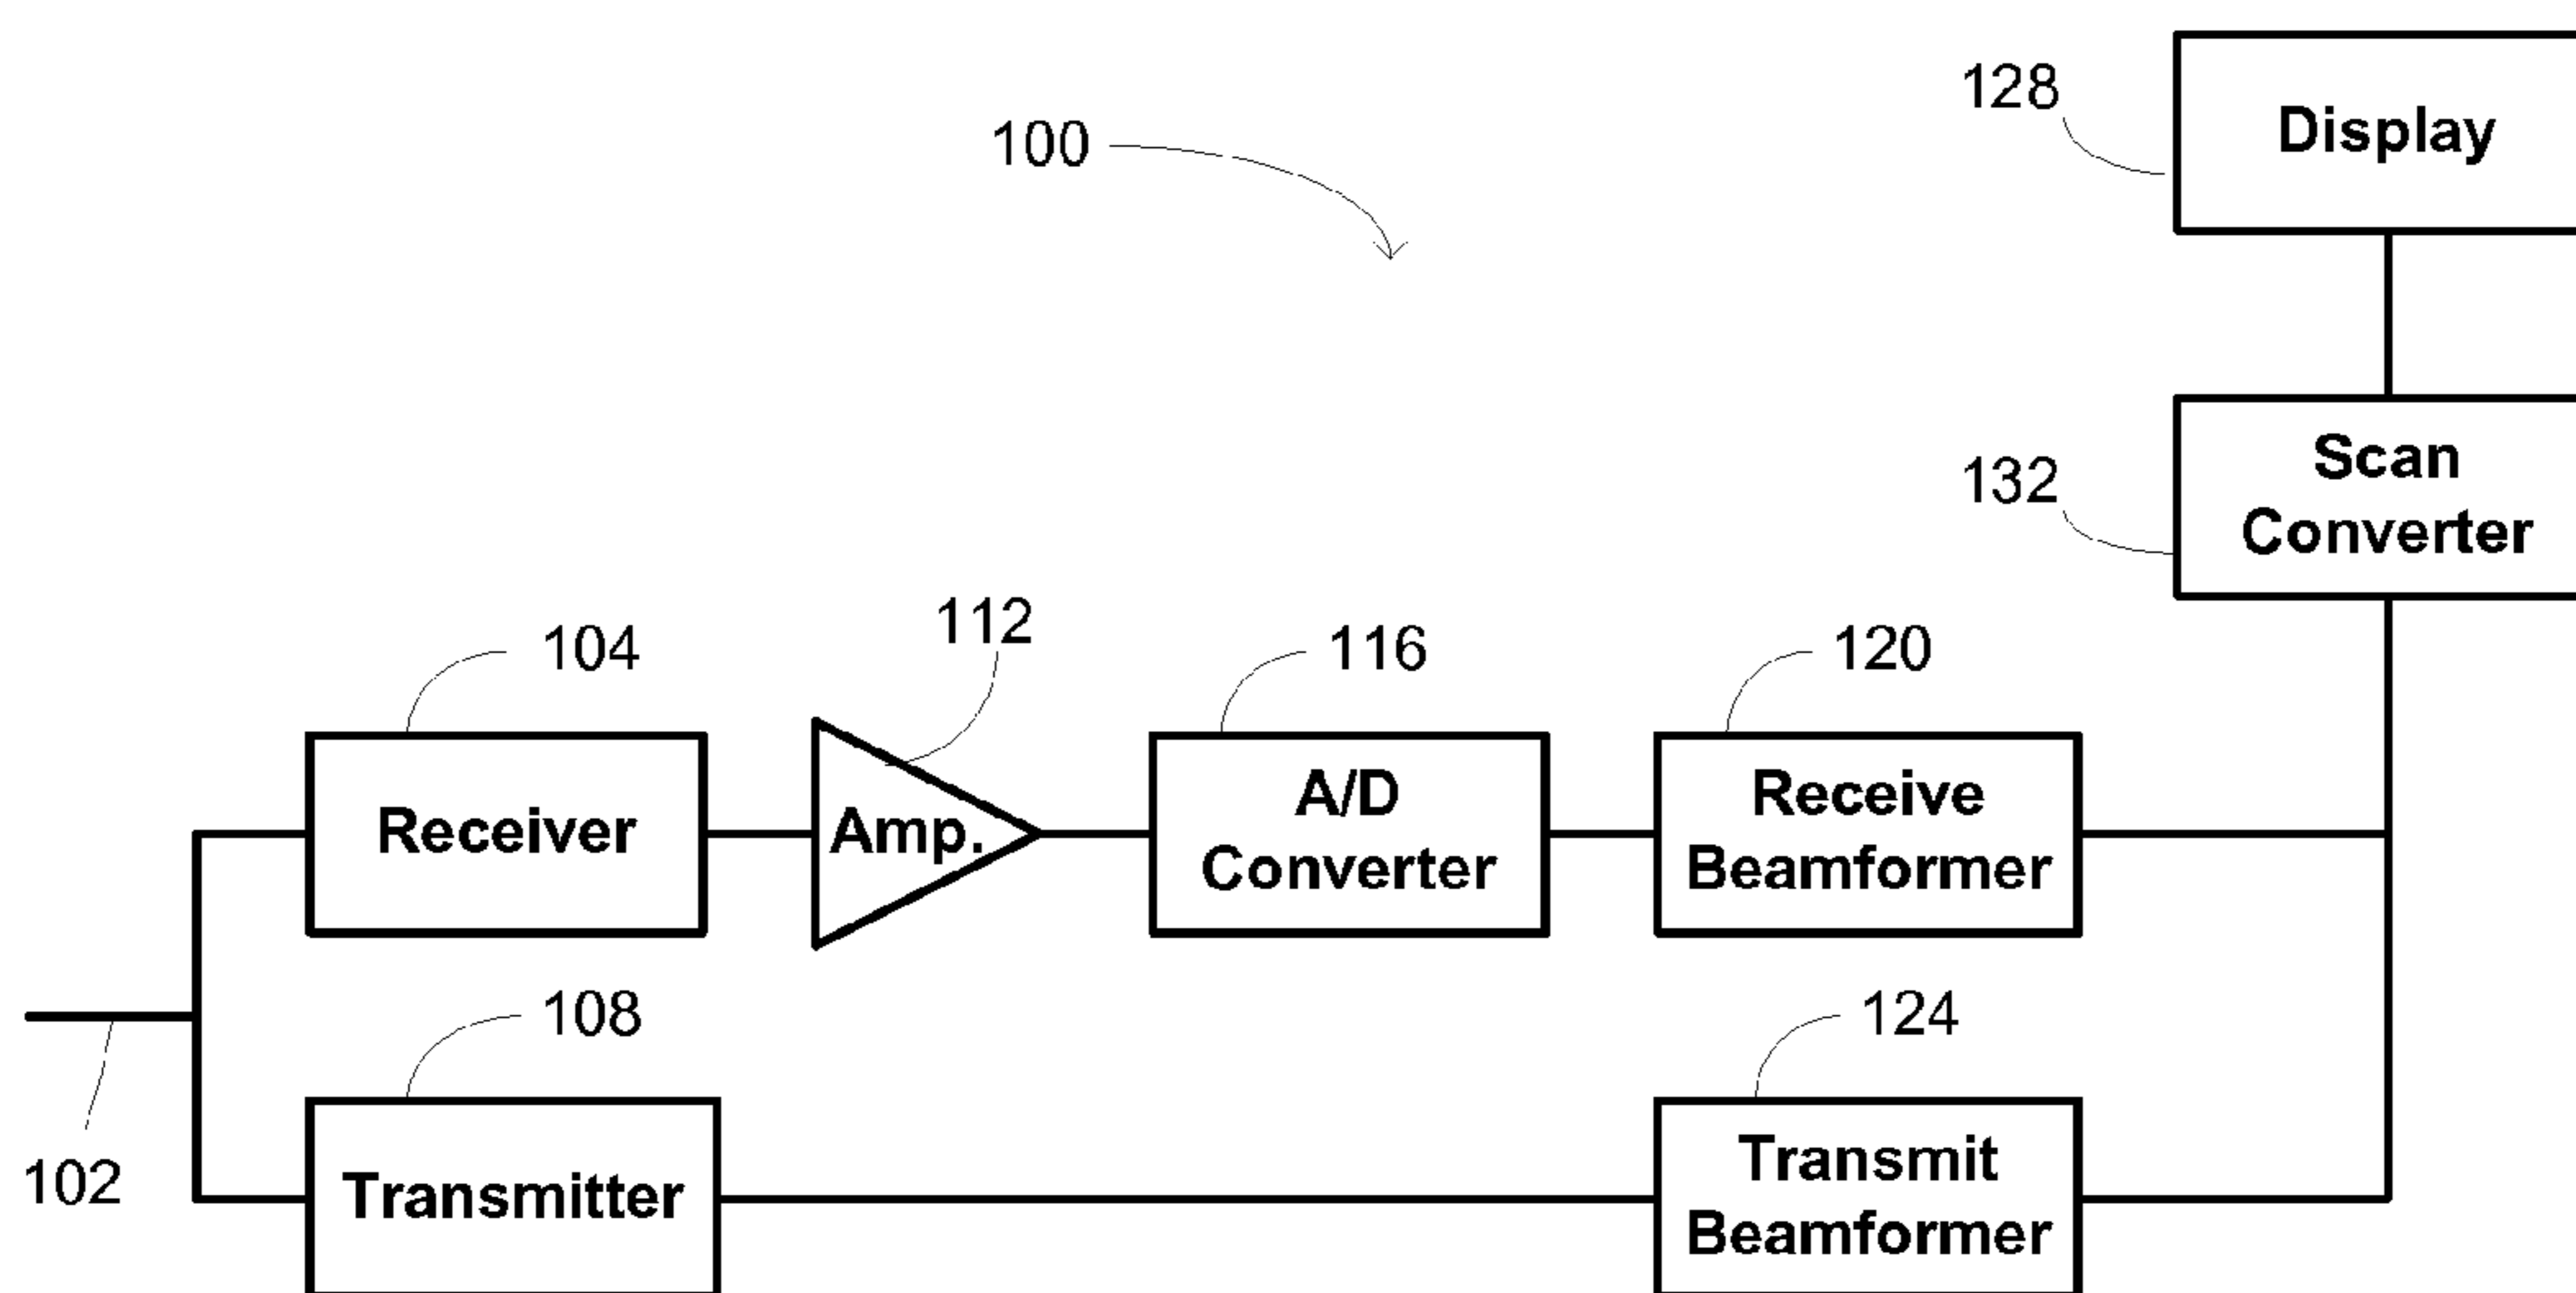 128
Display
100
132
Scan
Converter
104
112
116
120
Receiver
Amp.
A/D
Converter
Receive
Beamformer
108
124
102
Transmitter
Transmit
Beamformer